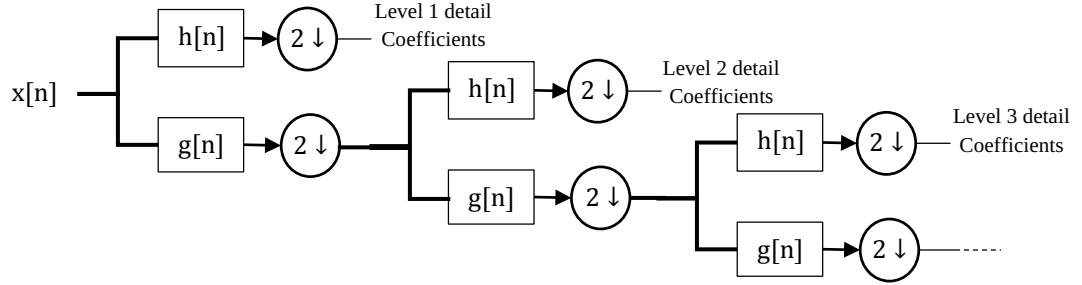 Level 1 detail
Coefficients
h[n]
2 ↓
x[n]
g[n]
2 ↓
Level 2 detail
Coefficients
h[n]
2 ↓
g[n]
2 ↓
Level 3 detail
Coefficients
h[n]
2 ↓
g[n]
2 ↓